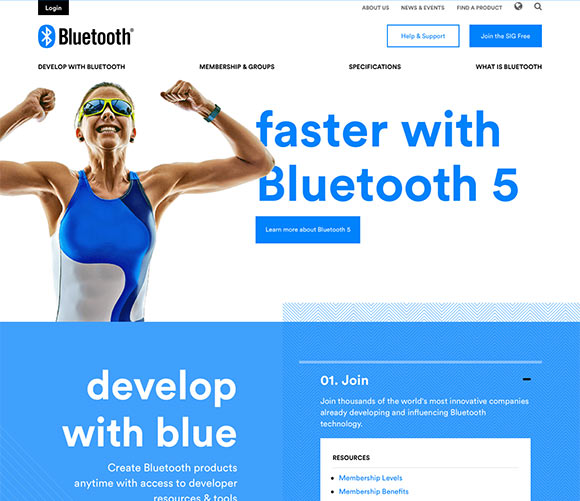 Login
ABOUT US
NEWS & EVENTS
FIND A PRODUCT
Bluetooth®
Help & Support
Join the SIG Free
DEVELOP WITH BLUETOOTH
MEMBERSHIP & GROUPS
SPECIFICATIONS
WHAT IS BLUETOOTH
faster with
Bluetooth 5
Learn more about Bluetooth 5
develop
with blue
Create Bluetooth products
anytime with access to developer
resources & tools
01. Join
Join thousands of the world's most innovative companies
already developing and influencing Bluetooth
technology.
RESOURCES
Membership Levels
Membership Benefits